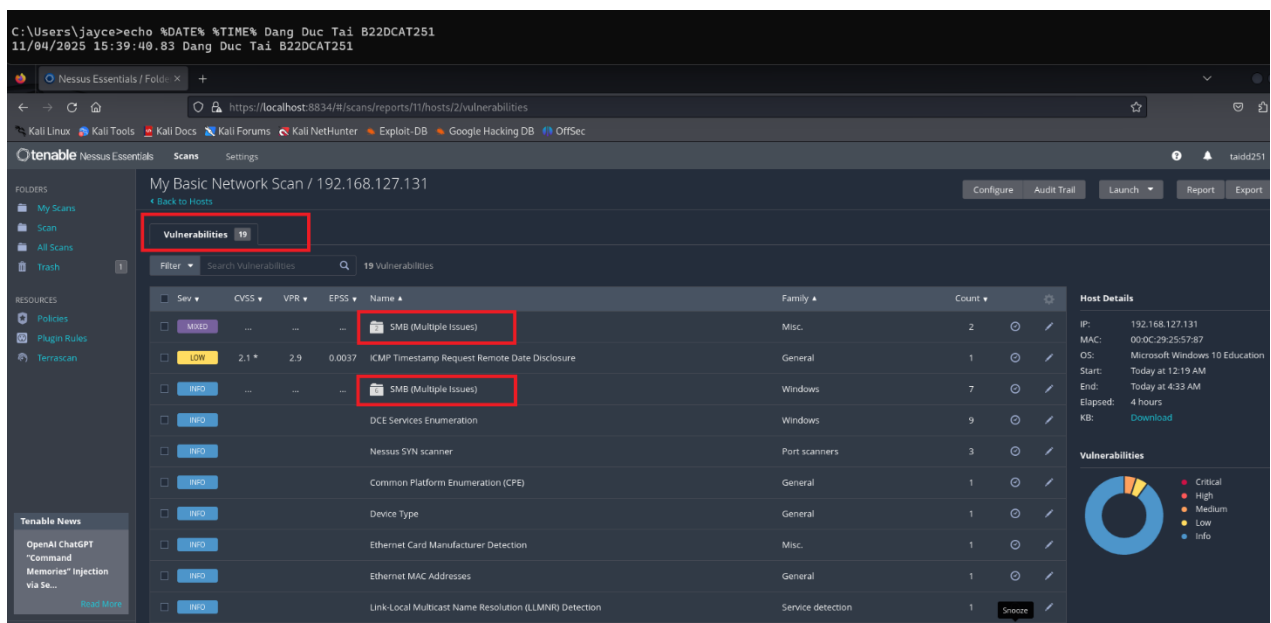 C:\Users\jayce>echo %DATE% %TIME% Dang Duc Tai B22DCAT251
11/04/2025 15:39:40.83 Dang Duc Tai B22DCAT251
Nessus Essentials / Folde × +
https://localhost:8834/#/scans/reports/11/hosts/2/vulnerabilities
Kali Linux Kali Tools Kali Docs Kali Forums Kali NetHunter Exploit-DB Google Hacking DB OffSec
tenable Nessus Essentials Scans Settings taidd251
FOLDERS
My Scans
Scan
All Scans
Trash 1
RESOURCES
Policies
Plugin Rules
Terrascan
Tenable News
OpenAI ChatGPT
"Command
Memories" Injection
via Se...
Read More
My Basic Network Scan / 192.168.127.131
Back to Hosts
Configure Audit Trail Launch Report Export
Vulnerabilities 19
Filter Search Vulnerabilities 19 Vulnerabilities
Sev CVSS VPR EPSS Name Family Count
MIXED ... ... ... 2 SMB (Multiple Issues) Misc. 2
LOW 2.1 * 2.9 0.0037 ICMP Timestamp Request Remote Date Disclosure General 1
INFO ... ... ... 6 SMB (Multiple Issues) Windows 7
INFO DCE Services Enumeration Windows 9
INFO Nessus SYN scanner Port scanners 3
INFO Common Platform Enumeration (CPE) General 1
INFO Device Type General 1
INFO Ethernet Card Manufacturer Detection Misc. 1
INFO Ethernet MAC Addresses General 1
INFO Link-Local Multicast Name Resolution (LLMNR) Detection Service detection 1
Snooze
Host Details
IP: 192.168.127.131
MAC: 00:0C:29:25:57:87
OS: Microsoft Windows 10 Education
Start: Today at 12:19 AM
End: Today at 4:33 AM
Elapsed: 4 hours
KB: Download
Vulnerabilities
Critical
High
Medium
Low
Info